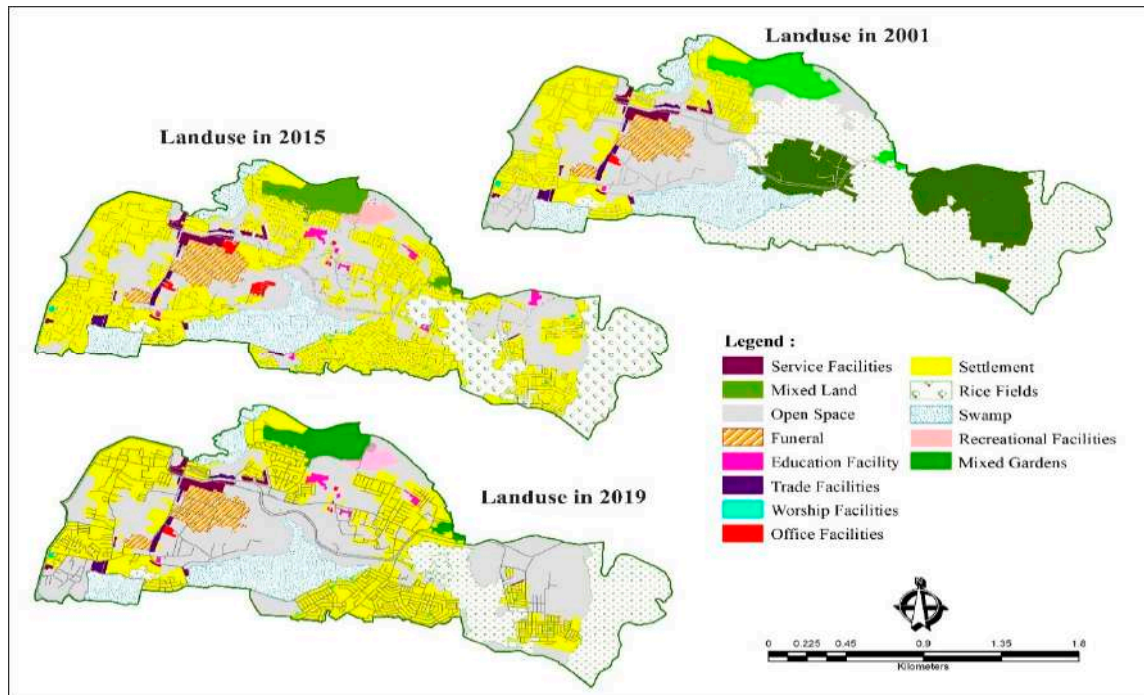 Landuse in 2001
Landuse in 2015
Landuse in 2019
Legend :
Service Facilities
Mixed Land
Open Space
Funeral
Education Facility
Trade Facilities
Worship Facilities
Office Facilities
Settlement
Rice Fields
Swamp
Recreational Facilities
Mixed Gardens
0 0.225 0.45 0.9 1.35 1.8
Kilometers